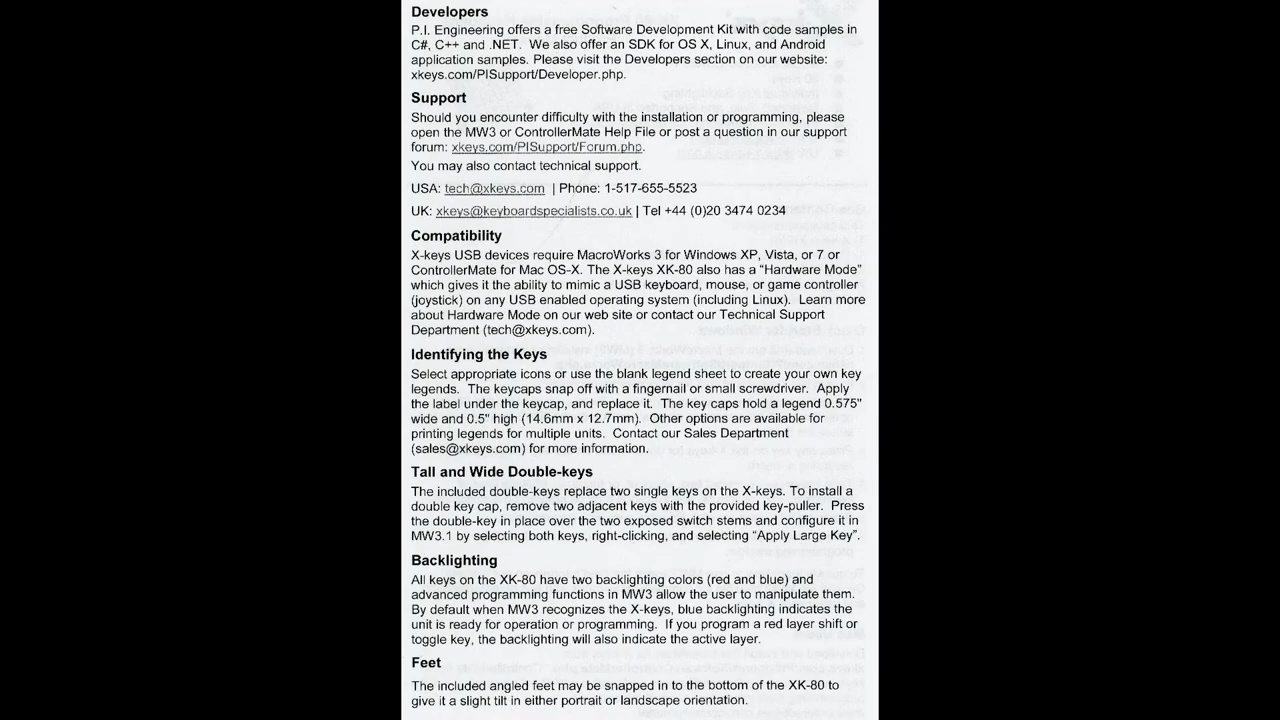 Developers
P.I. Engineering offers a free Software Development Kit with code samples in
C#, C++ and .NET.  We also offer an SDK for OS X, Linux, and Android
application samples. Please visit the Developers section on our website:
xkeys.com/PISupport/Developer.php.
Support
Should you encounter difficulty with the installation or programming, please
open the MW3 or ControllerMate Help File or post a question in our support
forum: xkeys.com/PISupport/Forum.php.
You may also contact technical support.
USA: tech@xkeys.com  | Phone: 1-517-655-5523
UK: xkeys@keyboardspecialists.co.uk | Tel +44 (0)20 3474 0234
Compatibility
X-keys USB devices require MacroWorks 3 for Windows XP, Vista, or 7 or
ControllerMate for Mac OS-X. The X-keys XK-80 also has a “Hardware Mode”
which gives it the ability to mimic a USB keyboard, mouse, or game controller
(joystick) on any USB enabled operating system (including Linux).  Learn more
about Hardware Mode on our web site or contact our Technical Support
Department (tech@xkeys.com).
Identifying the Keys
Select appropriate icons or use the blank legend sheet to create your own key
legends.  The keycaps snap off with a fingernail or small screwdriver.  Apply
the label under the keycap, and replace it.  The key caps hold a legend 0.575"
wide and 0.5" high (14.6mm x 12.7mm).  Other options are available for
printing legends for multiple units.  Contact our Sales Department
(sales@xkeys.com) for more information.
Tall and Wide Double-keys
The included double-keys replace two single keys on the X-keys. To install a
double key cap, remove two adjacent keys with the provided key-puller.  Press
the double-key in place over the two exposed switch stems and configure it in
MW3.1 by selecting both keys, right-clicking, and selecting “Apply Large Key”.
Backlighting
All keys on the XK-80 have two backlighting colors (red and blue) and
advanced programming functions in MW3 allow the user to manipulate them.
By default when MW3 recognizes the X-keys, blue backlighting indicates the
unit is ready for operation or programming.  If you program a red layer shift or
toggle key, the backlighting will also indicate the active layer.
Feet
The included angled feet may be snapped in to the bottom of the XK-80 to
give it a slight tilt in either portrait or landscape orientation.